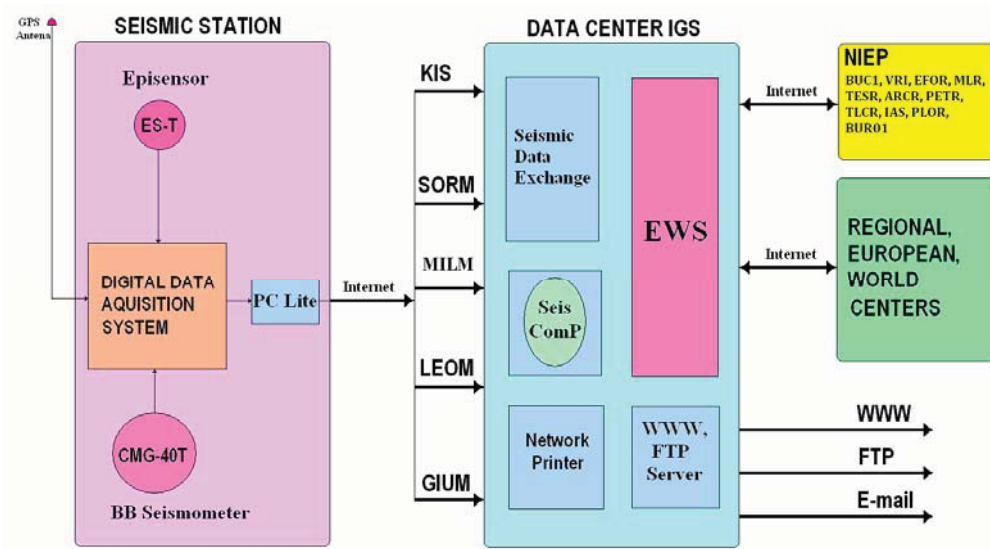 GPS
Antena
SEISMIC STATION
Episensor
ES-T
DIGITAL DATA
AQUISITION
SYSTEM
PC Lite
CMG-40T
BB Seismometer
Internet
KIS
SORM
MILM
LEOM
GIUM
DATA CENTER IGS
Seismic
Data
Exchange
EWS
Seis
ComP
Network
Printer
WWW,
FTP
Server
Internet
NIEP
BUC1, VRI, EFOR, MLR,
TESR, ARCR, PETR,
TLCR, IAS, PLOR,
BUR01
Internet
REGIONAL,
EUROPEAN,
WORLD
CENTERS
WWW
FTP
E-mail